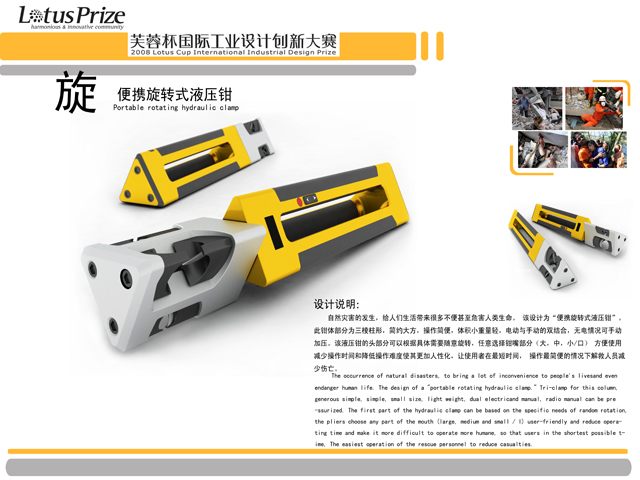 LotusPrize
harmonious & innovative community
芙蓉杯国际工业设计创新大赛
2008 Lotus Cup International Industrial Design Prize
旋
便携旋转式液压钳
Portable rotating hydraulic clamp
设计说明:
自然灾害的发生，给人们生活带来很多不便甚至危害人类生命。 该设计为“便携旋转式液压钳”，
此钳体部分为三棱柱形，简约大方，操作简便，体积小重量轻，电动与手动的双结合，无电情况可手动
加压。该液压钳的头部分可以根据具体需要随意旋转，任意选择钳嘴部分（大，中，小/口） 方便使用
减少操作时间和降低操作难度使其更加人性化，让使用者在最短时间， 操作最简便的情况下解救人员减
少伤亡。
The occurrence of natural disasters, to bring a lot of inconvenience to people's livesand even
endanger human life. The design of a "portable rotating hydraulic clamp." Tri-clamp for this column,
generous simple, simple, small size, light weight, dual electricand manual, radio manual can be pre
-ssurized. The first part of the hydraulic clamp can be based on the specific needs of random rotation,
the pliers choose any part of the mouth (large, medium and small / l) user-friendly and reduce opera-
ting time and make it more difficult to operate more humane, so that users in the shortest possible t-
ime, The easiest operation of the rescue personnel to reduce casualties.